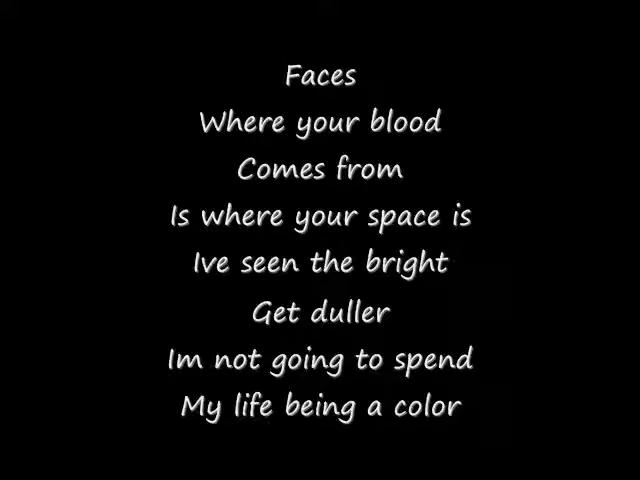 Faces
Where your blood
Comes from
Is where your space is
Ive seen the bright
Get duller
Im not going to spend
My life being a color